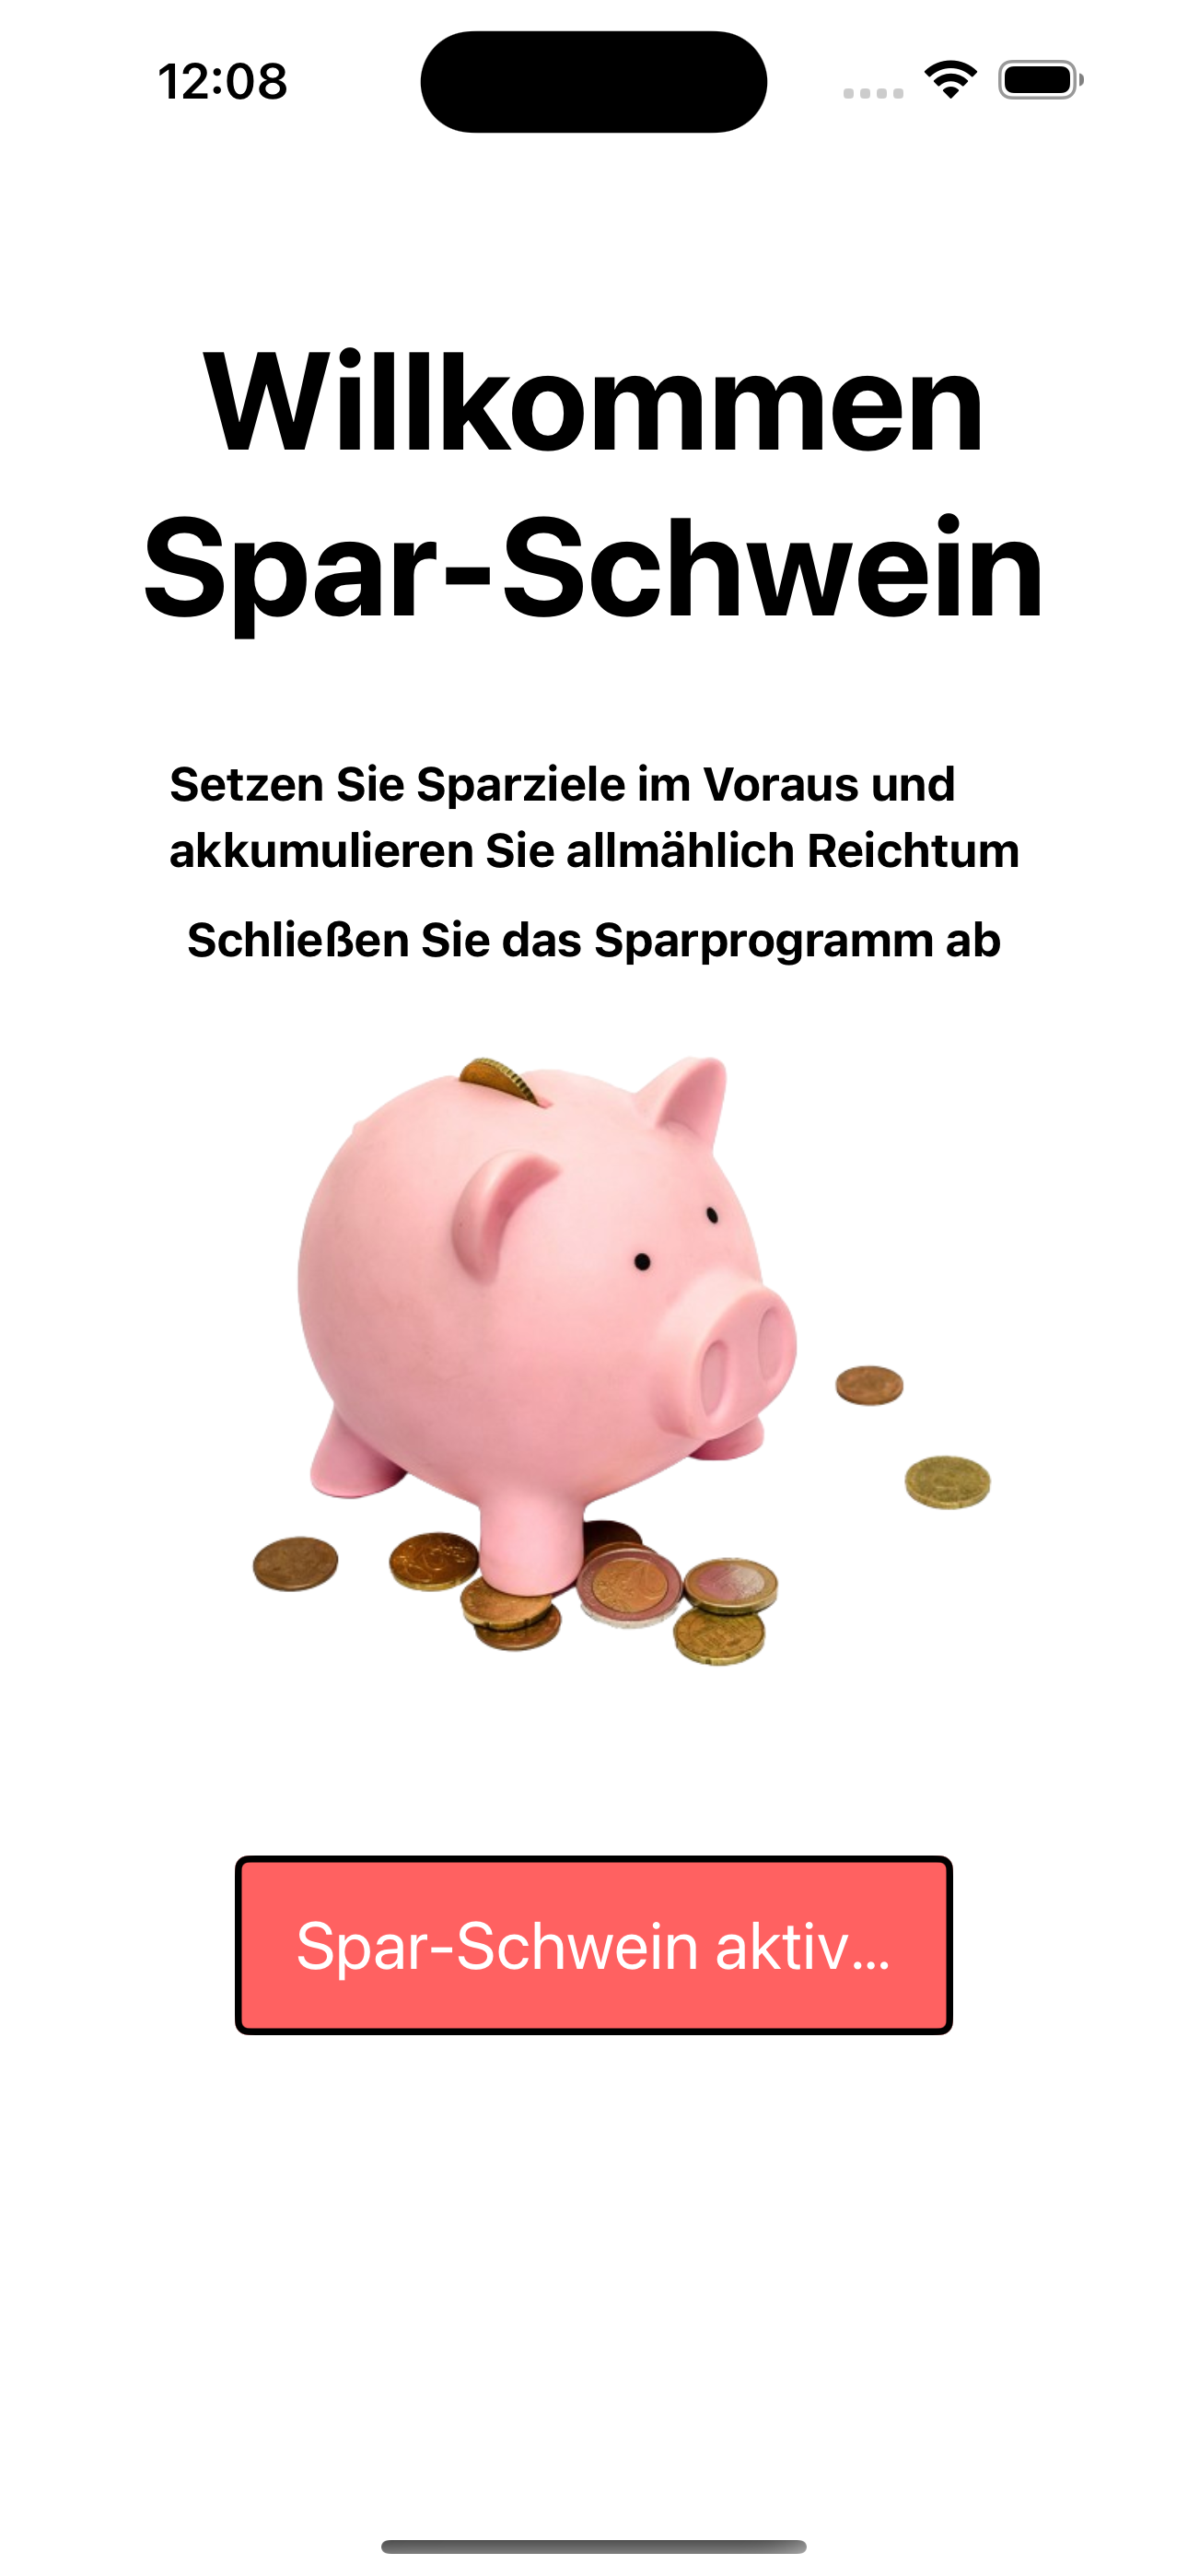 12:08
Willkommen
Spar-Schwein
Setzen Sie Sparziele im Voraus und
akkumulieren Sie allmählich Reichtum
Schließen Sie das Sparprogramm ab
Spar-Schwein aktiv...